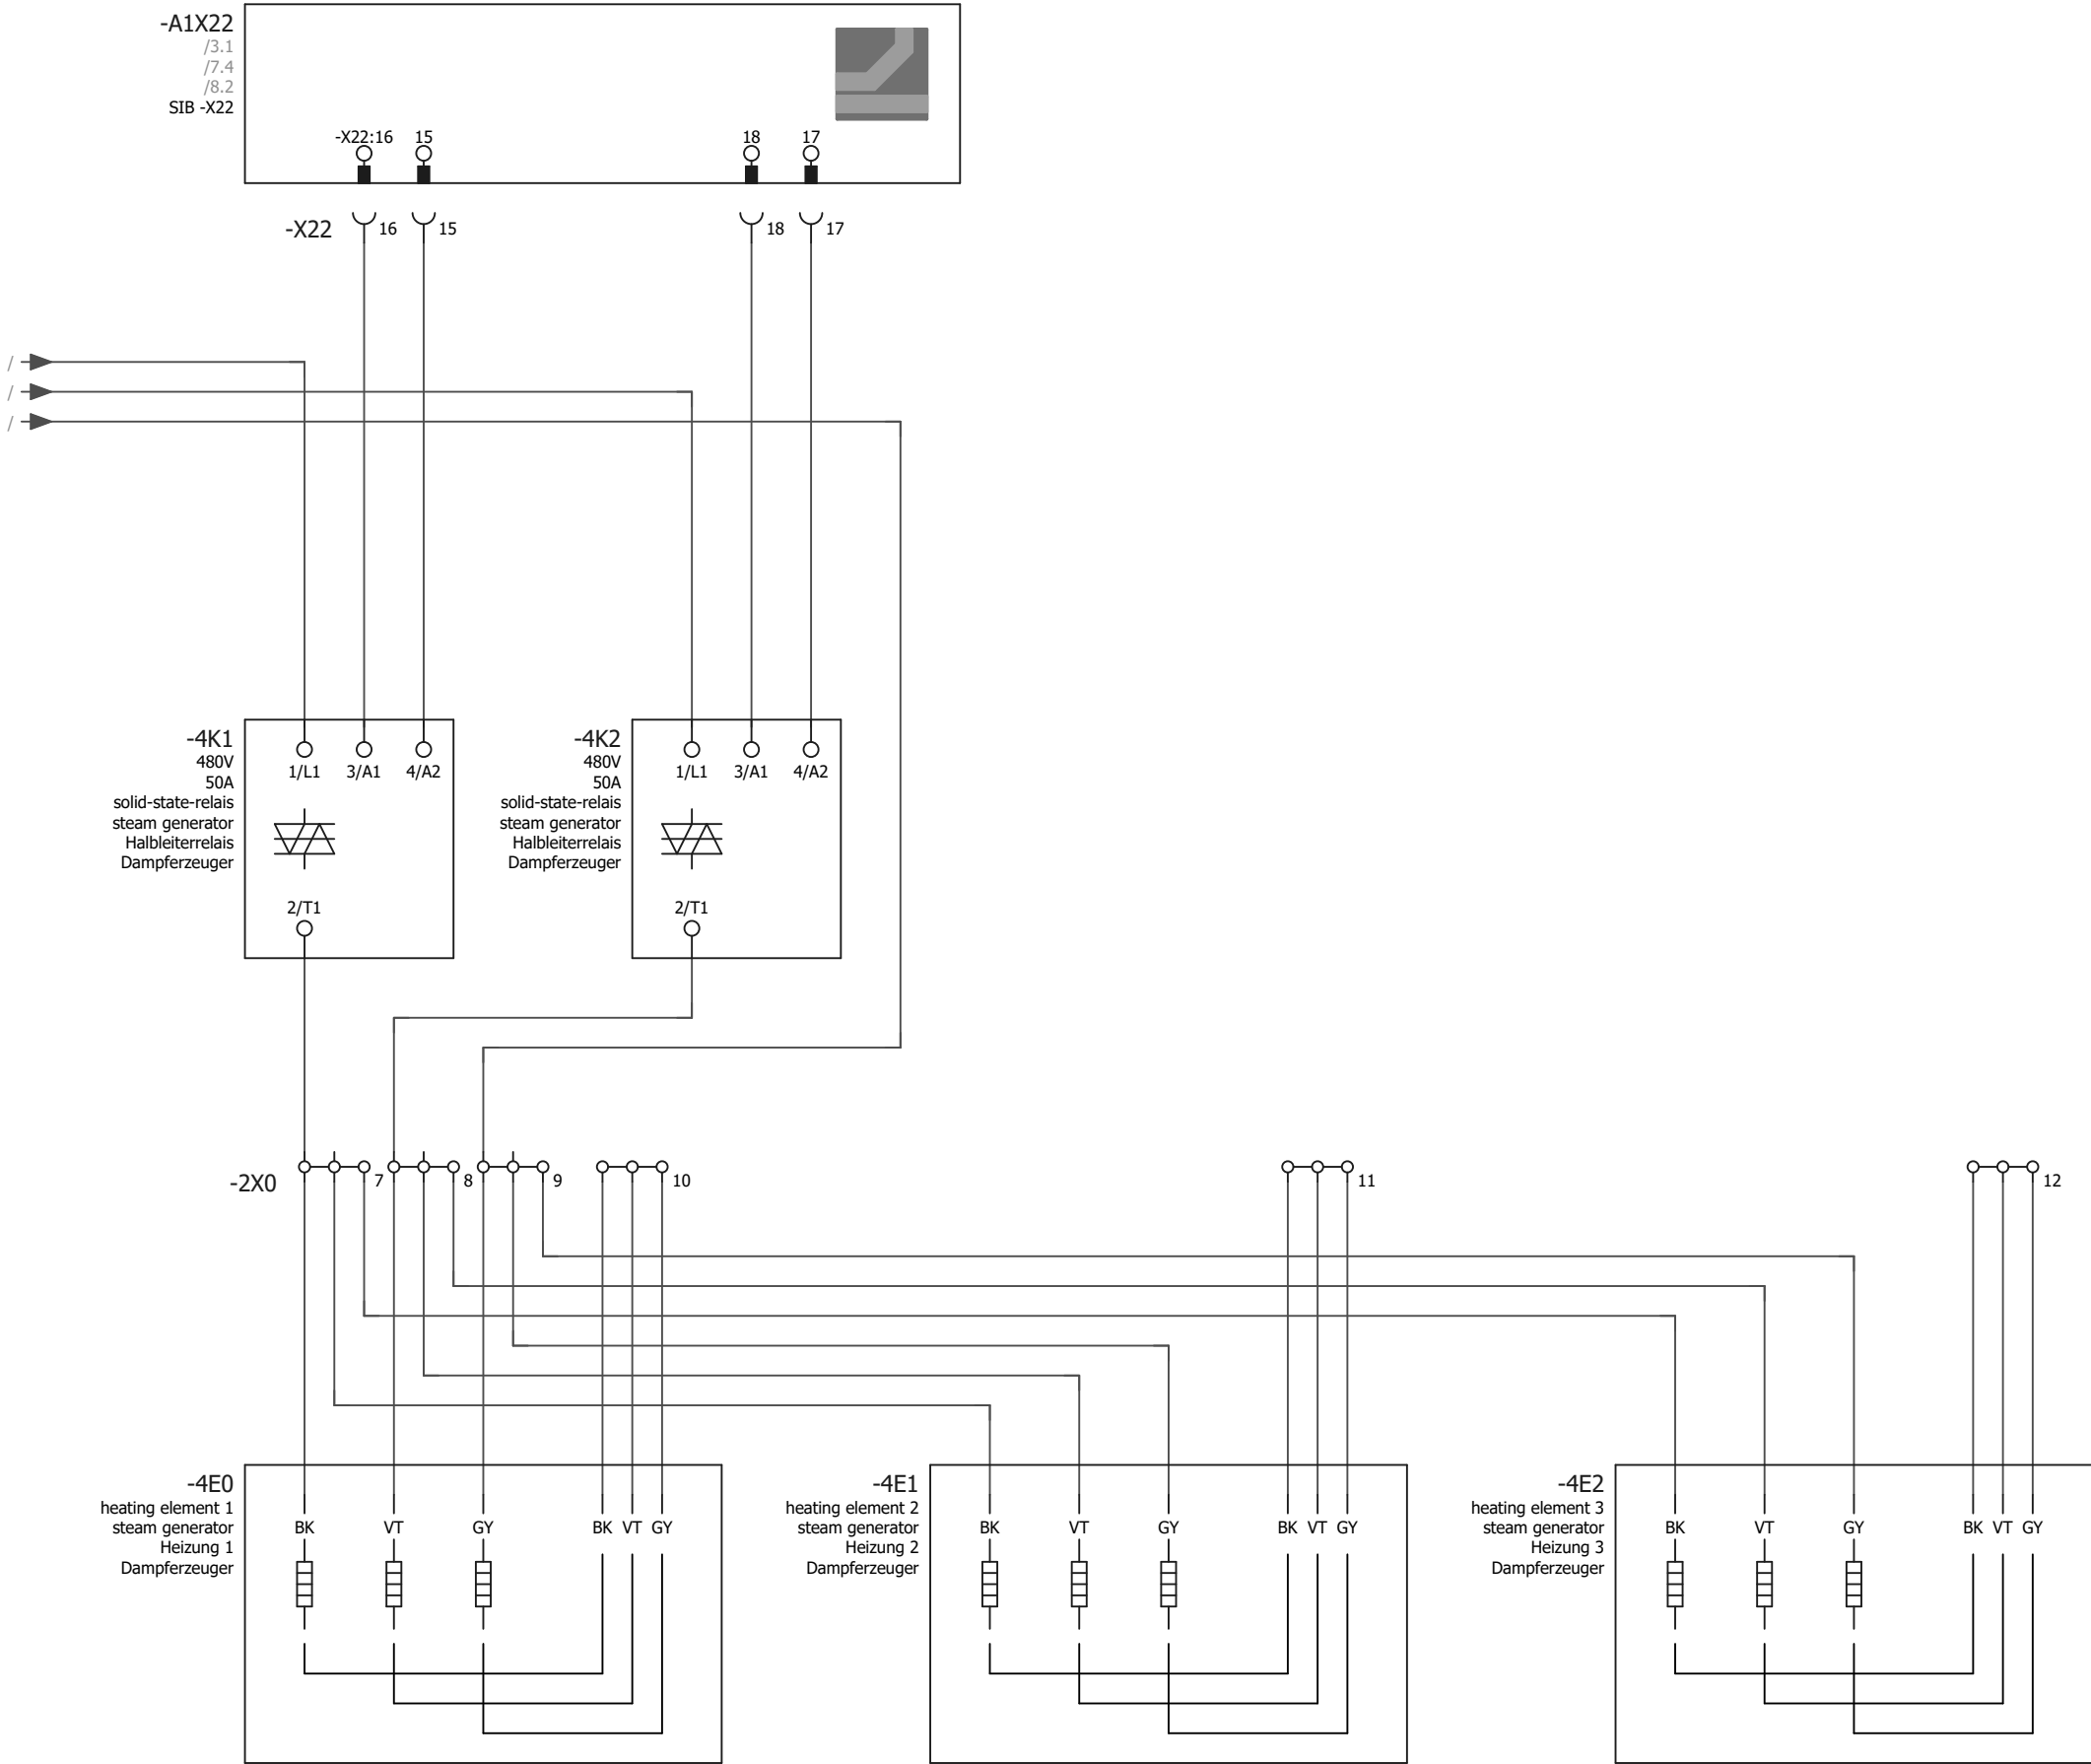 -A1X22
/3.1
/7.4
/8.2
SIB -X22
-X22:16 15 18 17
-X22 16 15 18 17
/
/
/
-4K1
480V
50A
solid-state-relais
steam generator
Halbleiterrelais
Dampferzeuger
1/L1 3/A1 4/A2
2/T1
-4K2
480V
50A
solid-state-relais
steam generator
Halbleiterrelais
Dampferzeuger
1/L1 3/A1 4/A2
2/T1
-2X0 7 8 9 10 11 12
-4E0
heating element 1
steam generator
Heizung 1
Dampferzeuger
BK VT GY BK VT GY
-4E1
heating element 2
steam generator
Heizung 2
Dampferzeuger
BK VT GY BK VT GY
-4E2
heating element 3
steam generator
Heizung 3
Dampferzeuger
BK VT GY BK VT GY